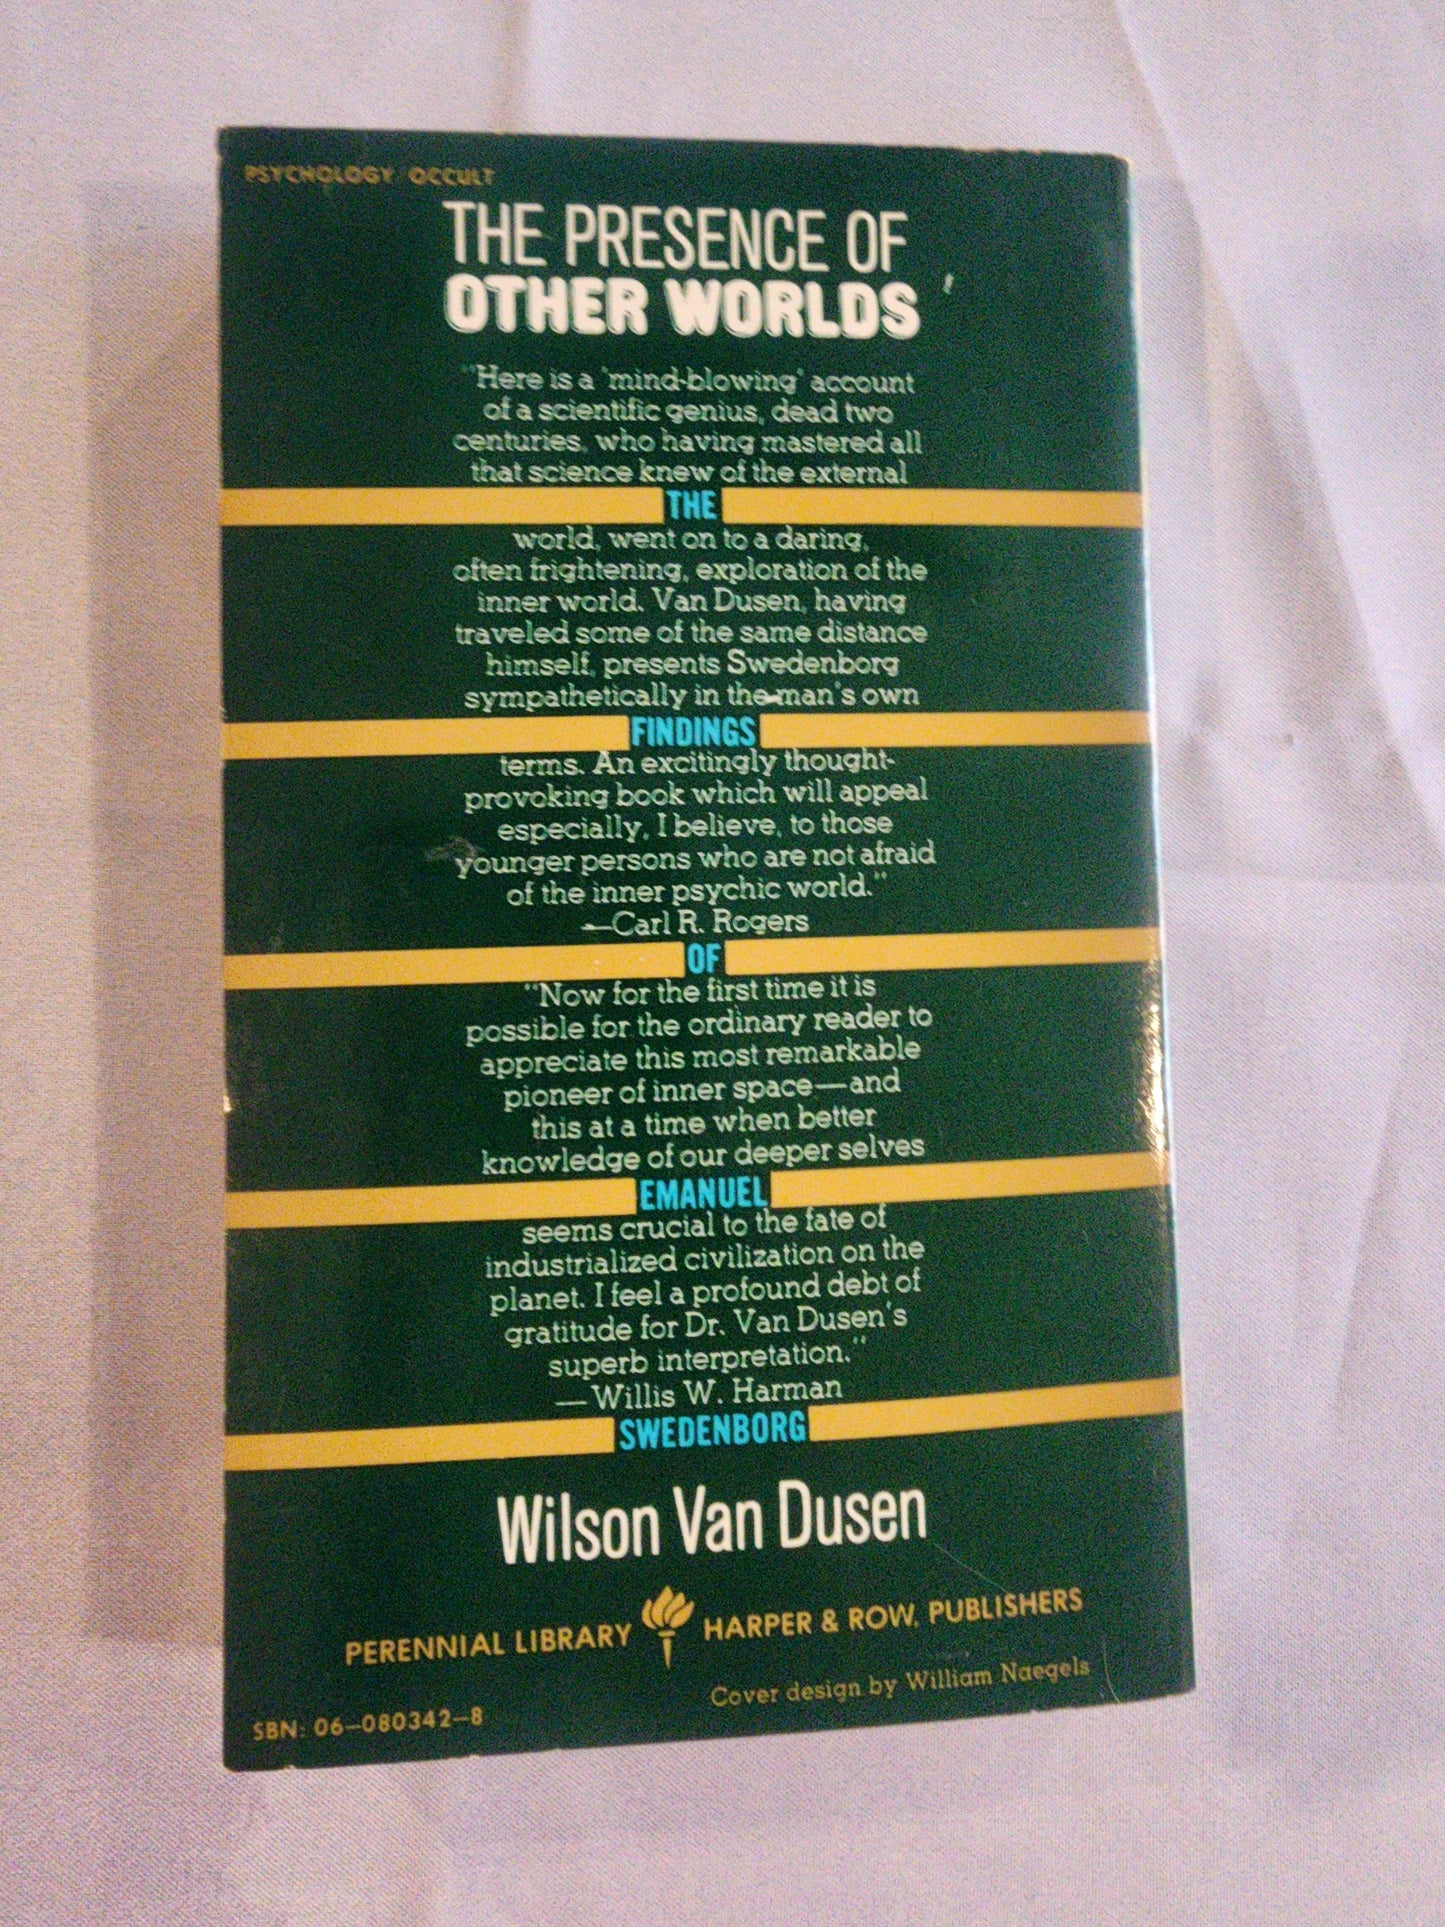 PSYCHOLOGY/OCCULT
THE PRESENCE OF
OTHER WORLDS
"Here is a 'mind-blowing' account
of a scientific genius, dead two
centuries, who having mastered all
that science knew of the external
THE
world, went on to a daring,
often frightening, exploration of the
inner world. Van Dusen, having
traveled some of the same distance
himself, presents Swedenborg
sympathetically in the man's own
FINDINGS
terms. An excitingly thought-
provoking book which will appeal
especially, I believe, to those
younger persons who are not afraid
of the inner psychic world."
—Carl R. Rogers
OF
"Now for the first time it is
possible for the ordinary reader to
appreciate this most remarkable
pioneer of inner space—and
this at a time when better
knowledge of our deeper selves
EMANUEL
seems crucial to the fate of
industrialized civilization on the
planet. I feel a profound debt of
gratitude for Dr. Van Dusen's
superb interpretation."
—Willis W. Harman
SWEDENBORG
Wilson Van Dusen
PERENNIAL LIBRARY HARPER & ROW, PUBLISHERS
Cover design by William Naegels
SBN: 06-080342-8